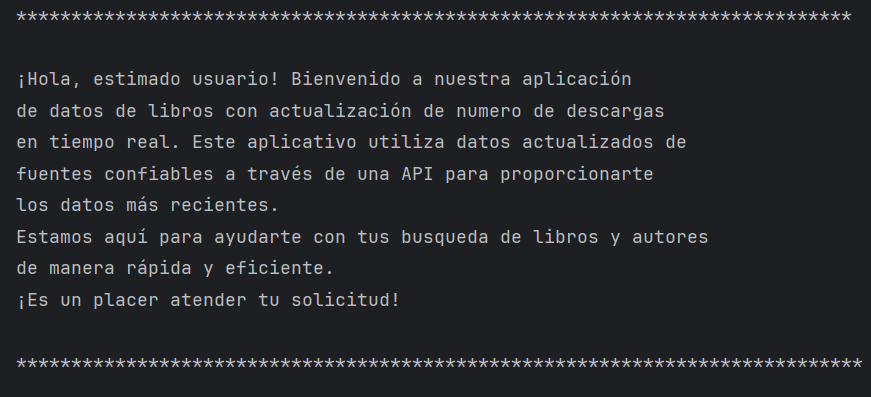 ****************************************************************************
¡Hola, estimado usuario! Bienvenido a nuestra aplicación
de datos de libros con actualización de numero de descargas
en tiempo real. Este aplicativo utiliza datos actualizados de
fuentes confiables a través de una API para proporcionarte
los datos más recientes.
Estamos aquí para ayudarte con tus busqueda de libros y autores
de manera rápida y eficiente.
¡Es un placer atender tu solicitud!
*****************************************************************************